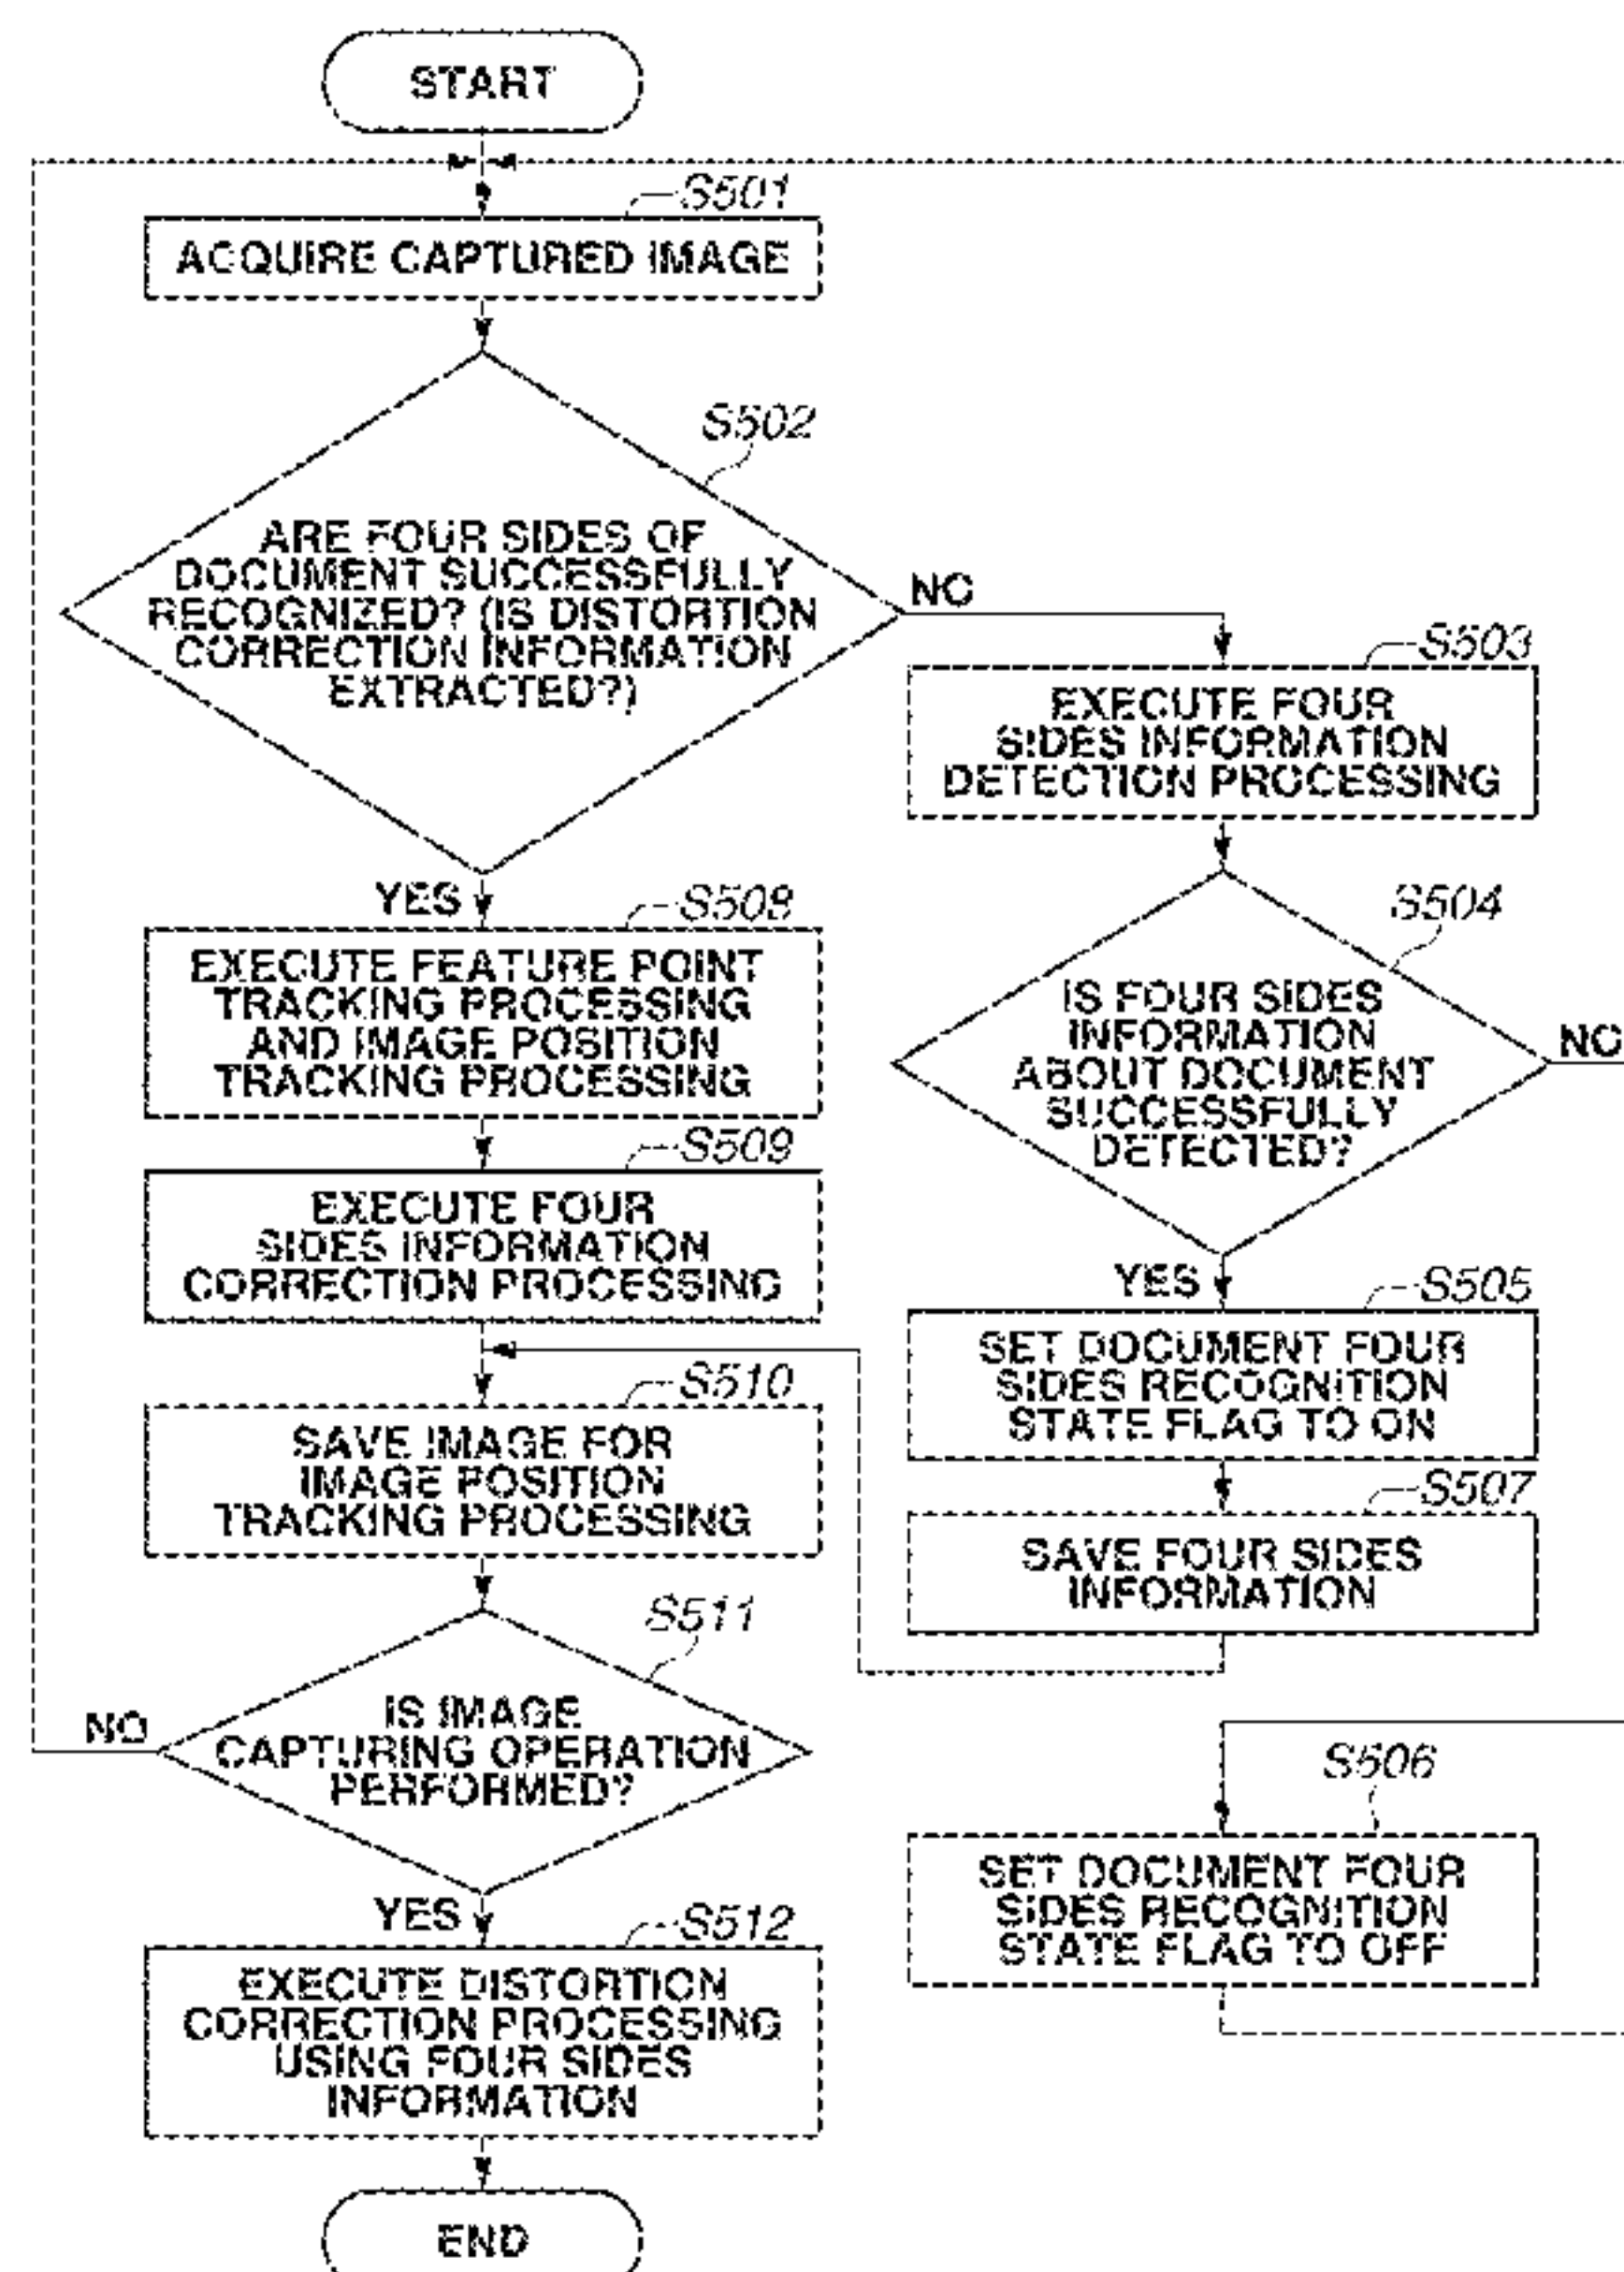 START
S501
ACQUIRE CAPTURED IMAGE
S502
ARE FOUR SIDES OF
DOCUMENT SUCCESSFULLY
RECOGNIZED? (IS DISTORTION
CORRECTION INFORMATION
EXTRACTED?)
NO
S503
EXECUTE FOUR
SIDES INFORMATION
DETECTION PROCESSING
S504
IS FOUR SIDES
INFORMATION
ABOUT DOCUMENT
SUCCESSFULLY
DETECTED?
NO
YES
S505
SET DOCUMENT FOUR
SIDES RECOGNITION
STATE FLAG TO ON
S507
SAVE FOUR SIDES
INFORMATION
S506
SET DOCUMENT FOUR
SIDES RECOGNITION
STATE FLAG TO OFF
YES
S508
EXECUTE FEATURE POINT
TRACKING PROCESSING
AND IMAGE POSITION
TRACKING PROCESSING
S509
EXECUTE FOUR
SIDES INFORMATION
CORRECTION PROCESSING
S510
SAVE IMAGE FOR
IMAGE POSITION
TRACKING PROCESSING
S511
IS IMAGE
CAPTURING OPERATION
PERFORMED?
NO
YES
S512
EXECUTE DISTORTION
CORRECTION PROCESSING
USING FOUR SIDES
INFORMATION
END